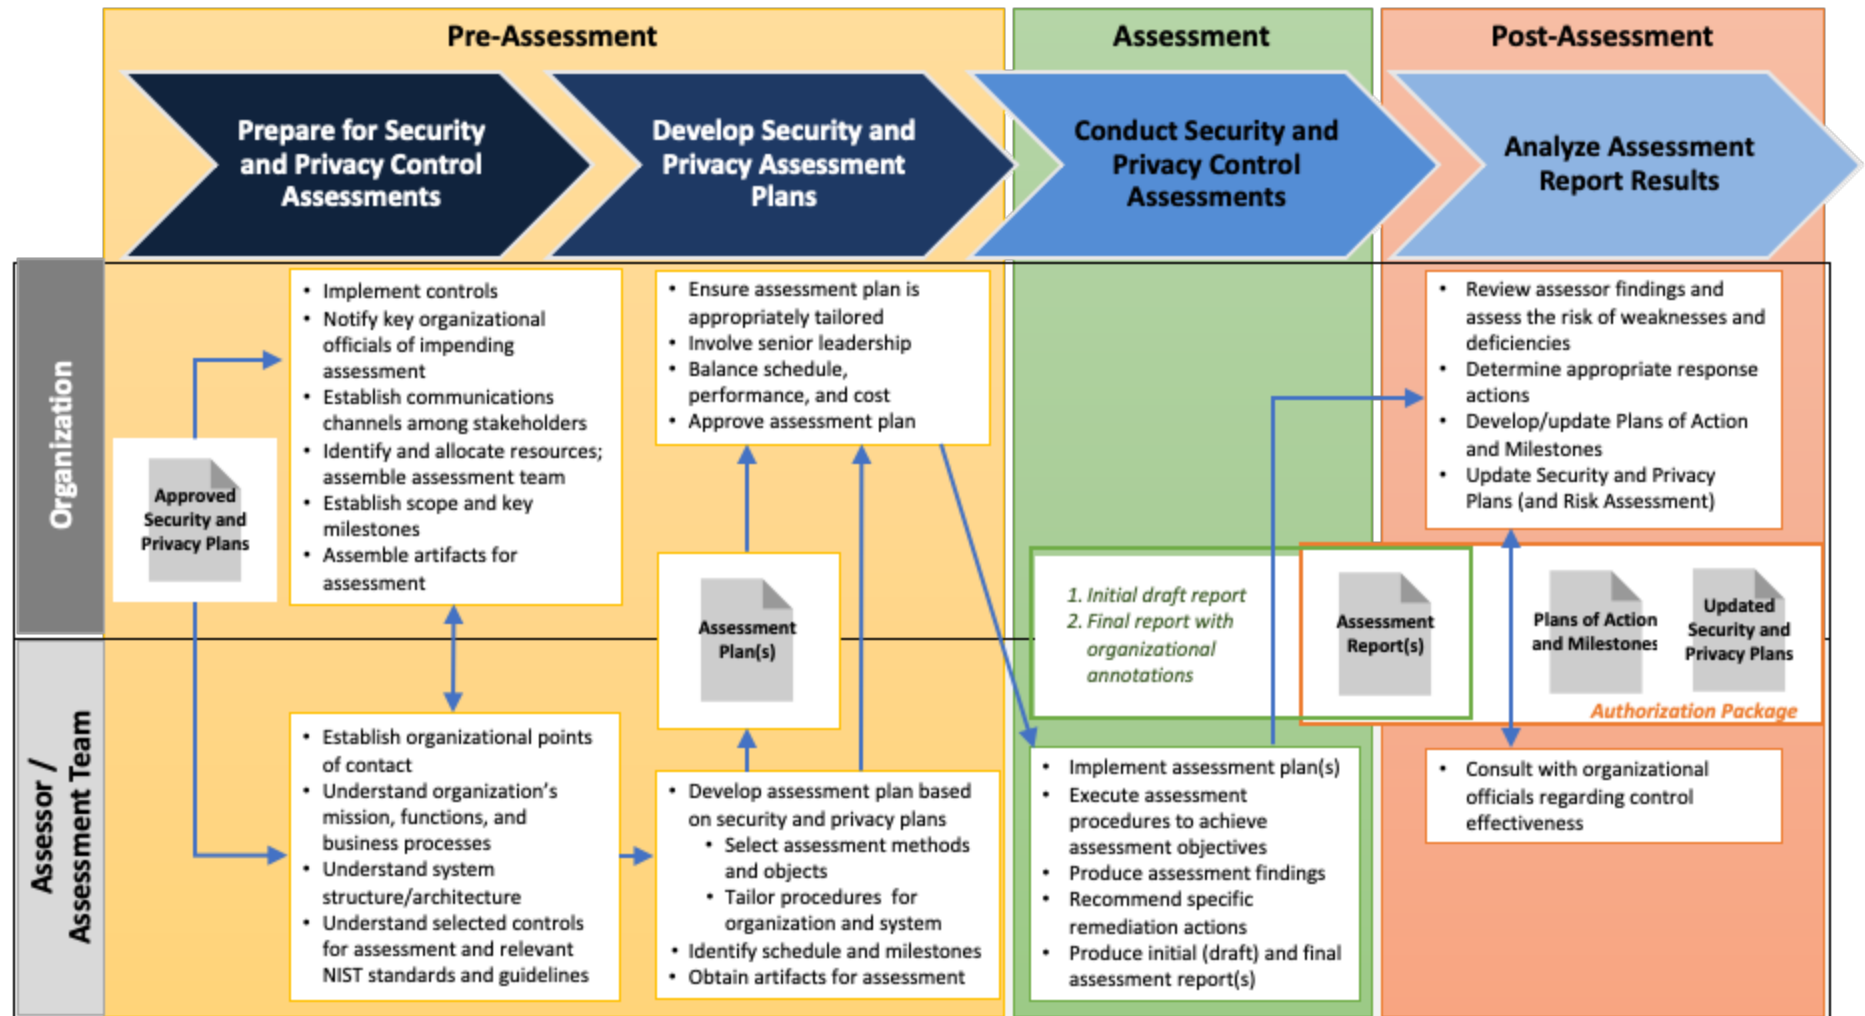 Pre-Assessment
Assessment
Post-Assessment
Prepare for Security
and Privacy Control
Assessments
Develop Security and
Privacy Assessment
Plans
Conduct Security and
Privacy Control
Assessments
Analyze Assessment
Report Results
Organization
Approved
Security and
Privacy Plans
• Implement controls
• Notify key organizational
officials of impending
assessment
• Establish communications
channels among stakeholders
• Identify and allocate resources;
assemble assessment team
• Establish scope and key
milestones
• Assemble artifacts for
assessment
• Ensure assessment plan is
appropriately tailored
• Involve senior leadership
• Balance schedule,
performance, and cost
• Approve assessment plan
• Review assessor findings and
assess the risk of weaknesses and
deficiencies
• Determine appropriate response
actions
• Develop/update Plans of Action
and Milestones
• Update Security and Privacy
Plans (and Risk Assessment)
Assessment
Plan(s)
1. Initial draft report
2. Final report with
organizational
annotations
Assessment
Report(s)
Plans of Action
and Milestones
Updated
Security and
Privacy Plans
Authorization Package
Assessor /
Assessment Team
• Establish organizational points
of contact
• Understand organization's
mission, functions, and
business processes
• Understand system
structure/architecture
• Understand selected controls
for assessment and relevant
NIST standards and guidelines
• Develop assessment plan based
on security and privacy plans
• Select assessment methods
and objects
• Tailor procedures for
organization and system
• Identify schedule and milestones
• Obtain artifacts for assessment
• Implement assessment plan(s)
• Execute assessment
procedures to achieve
assessment objectives
• Produce assessment findings
• Recommend specific
remediation actions
• Produce initial (draft) and final
assessment report(s)
• Consult with organizational
officials regarding control
effectiveness